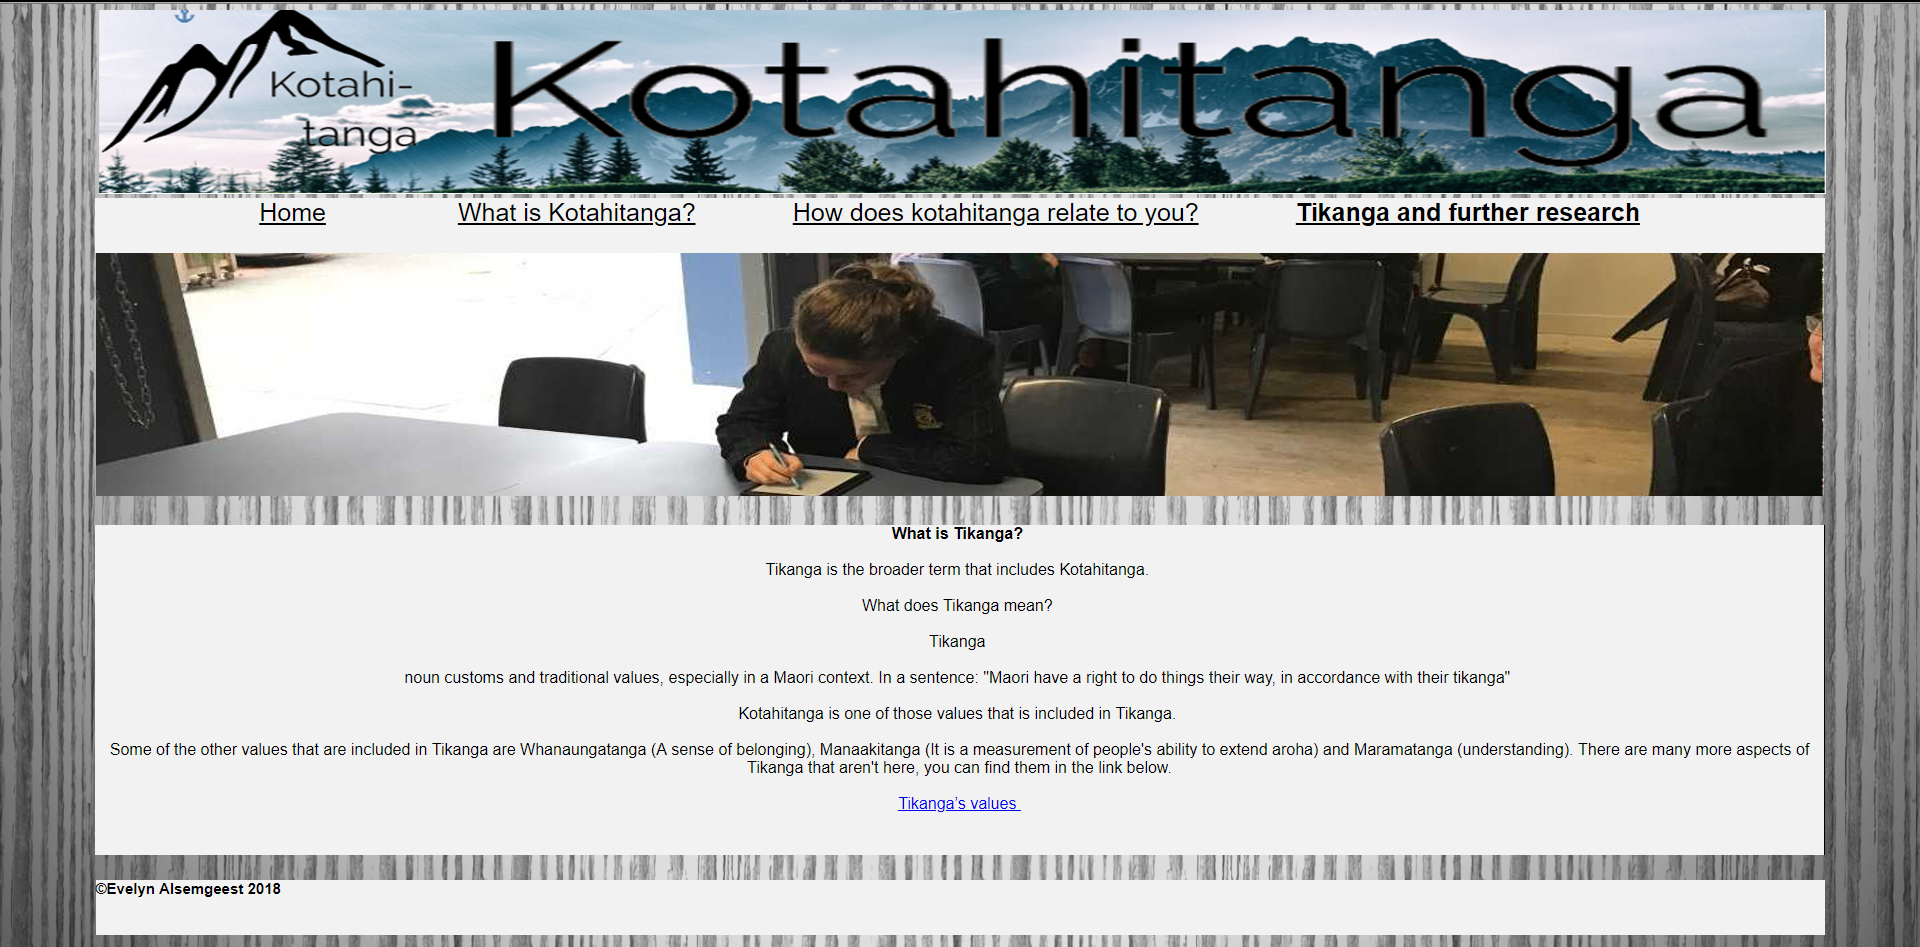 Kotahi-
tanga
Kotahitanga
Home What is Kotahitanga? How does kotahitanga relate to you? Tikanga and further research
What is Tikanga?
Tikanga is the broader term that includes Kotahitanga.
What does Tikanga mean?
Tikanga
noun customs and traditional values, especially in a Maori context. In a sentence: "Maori have a right to do things their way, in accordance with their tikanga"
Kotahitanga is one of those values that is included in Tikanga.
Some of the other values that are included in Tikanga are Whanaungatanga (A sense of belonging), Manaakitanga (It is a measurement of people's ability to extend aroha) and Maramatanga (understanding). There are many more aspects of
Tikanga that aren't here, you can find them in the link below.
Tikanga’s values
©Evelyn Alsemgeest 2018